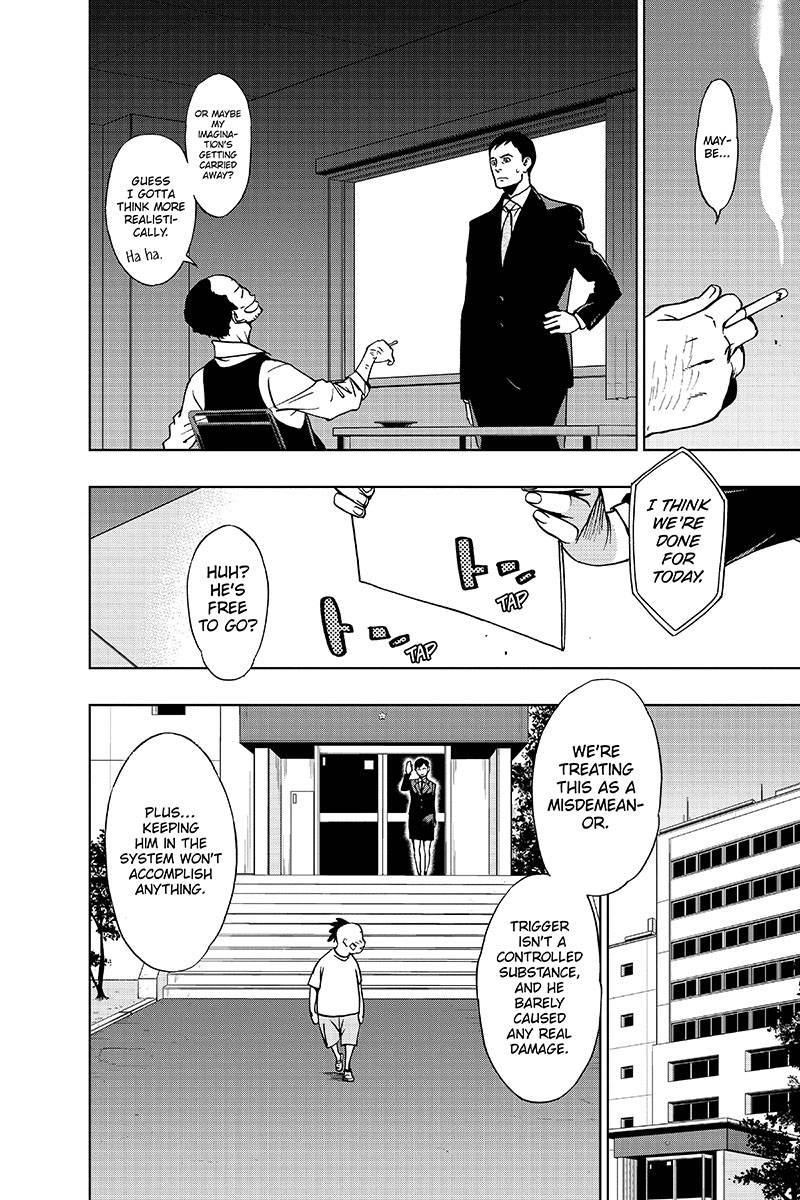 MAY-
BE...
OR MAYBE
MY
IMAGINA-
TION'S
GETTING
CARRIED
AWAY?
GUESS
I GOTTA
THINK MORE
REALISTI-
CALLY.
Ha ha.
I THINK
WE'RE
DONE
FOR
TODAY.
TAP
TAP
HUH?
HE'S
FREE
TO GO?
WE'RE
TREATING
THIS AS A
MISDEMEAN-
OR.
TRIGGER
ISN'T A
CONTROLLED
SUBSTANCE,
AND HE
BARELY
CAUSED
ANY REAL
DAMAGE.
PLUS...
KEEPING
HIM IN THE
SYSTEM WON'T
ACCOMPLISH
ANYTHING.